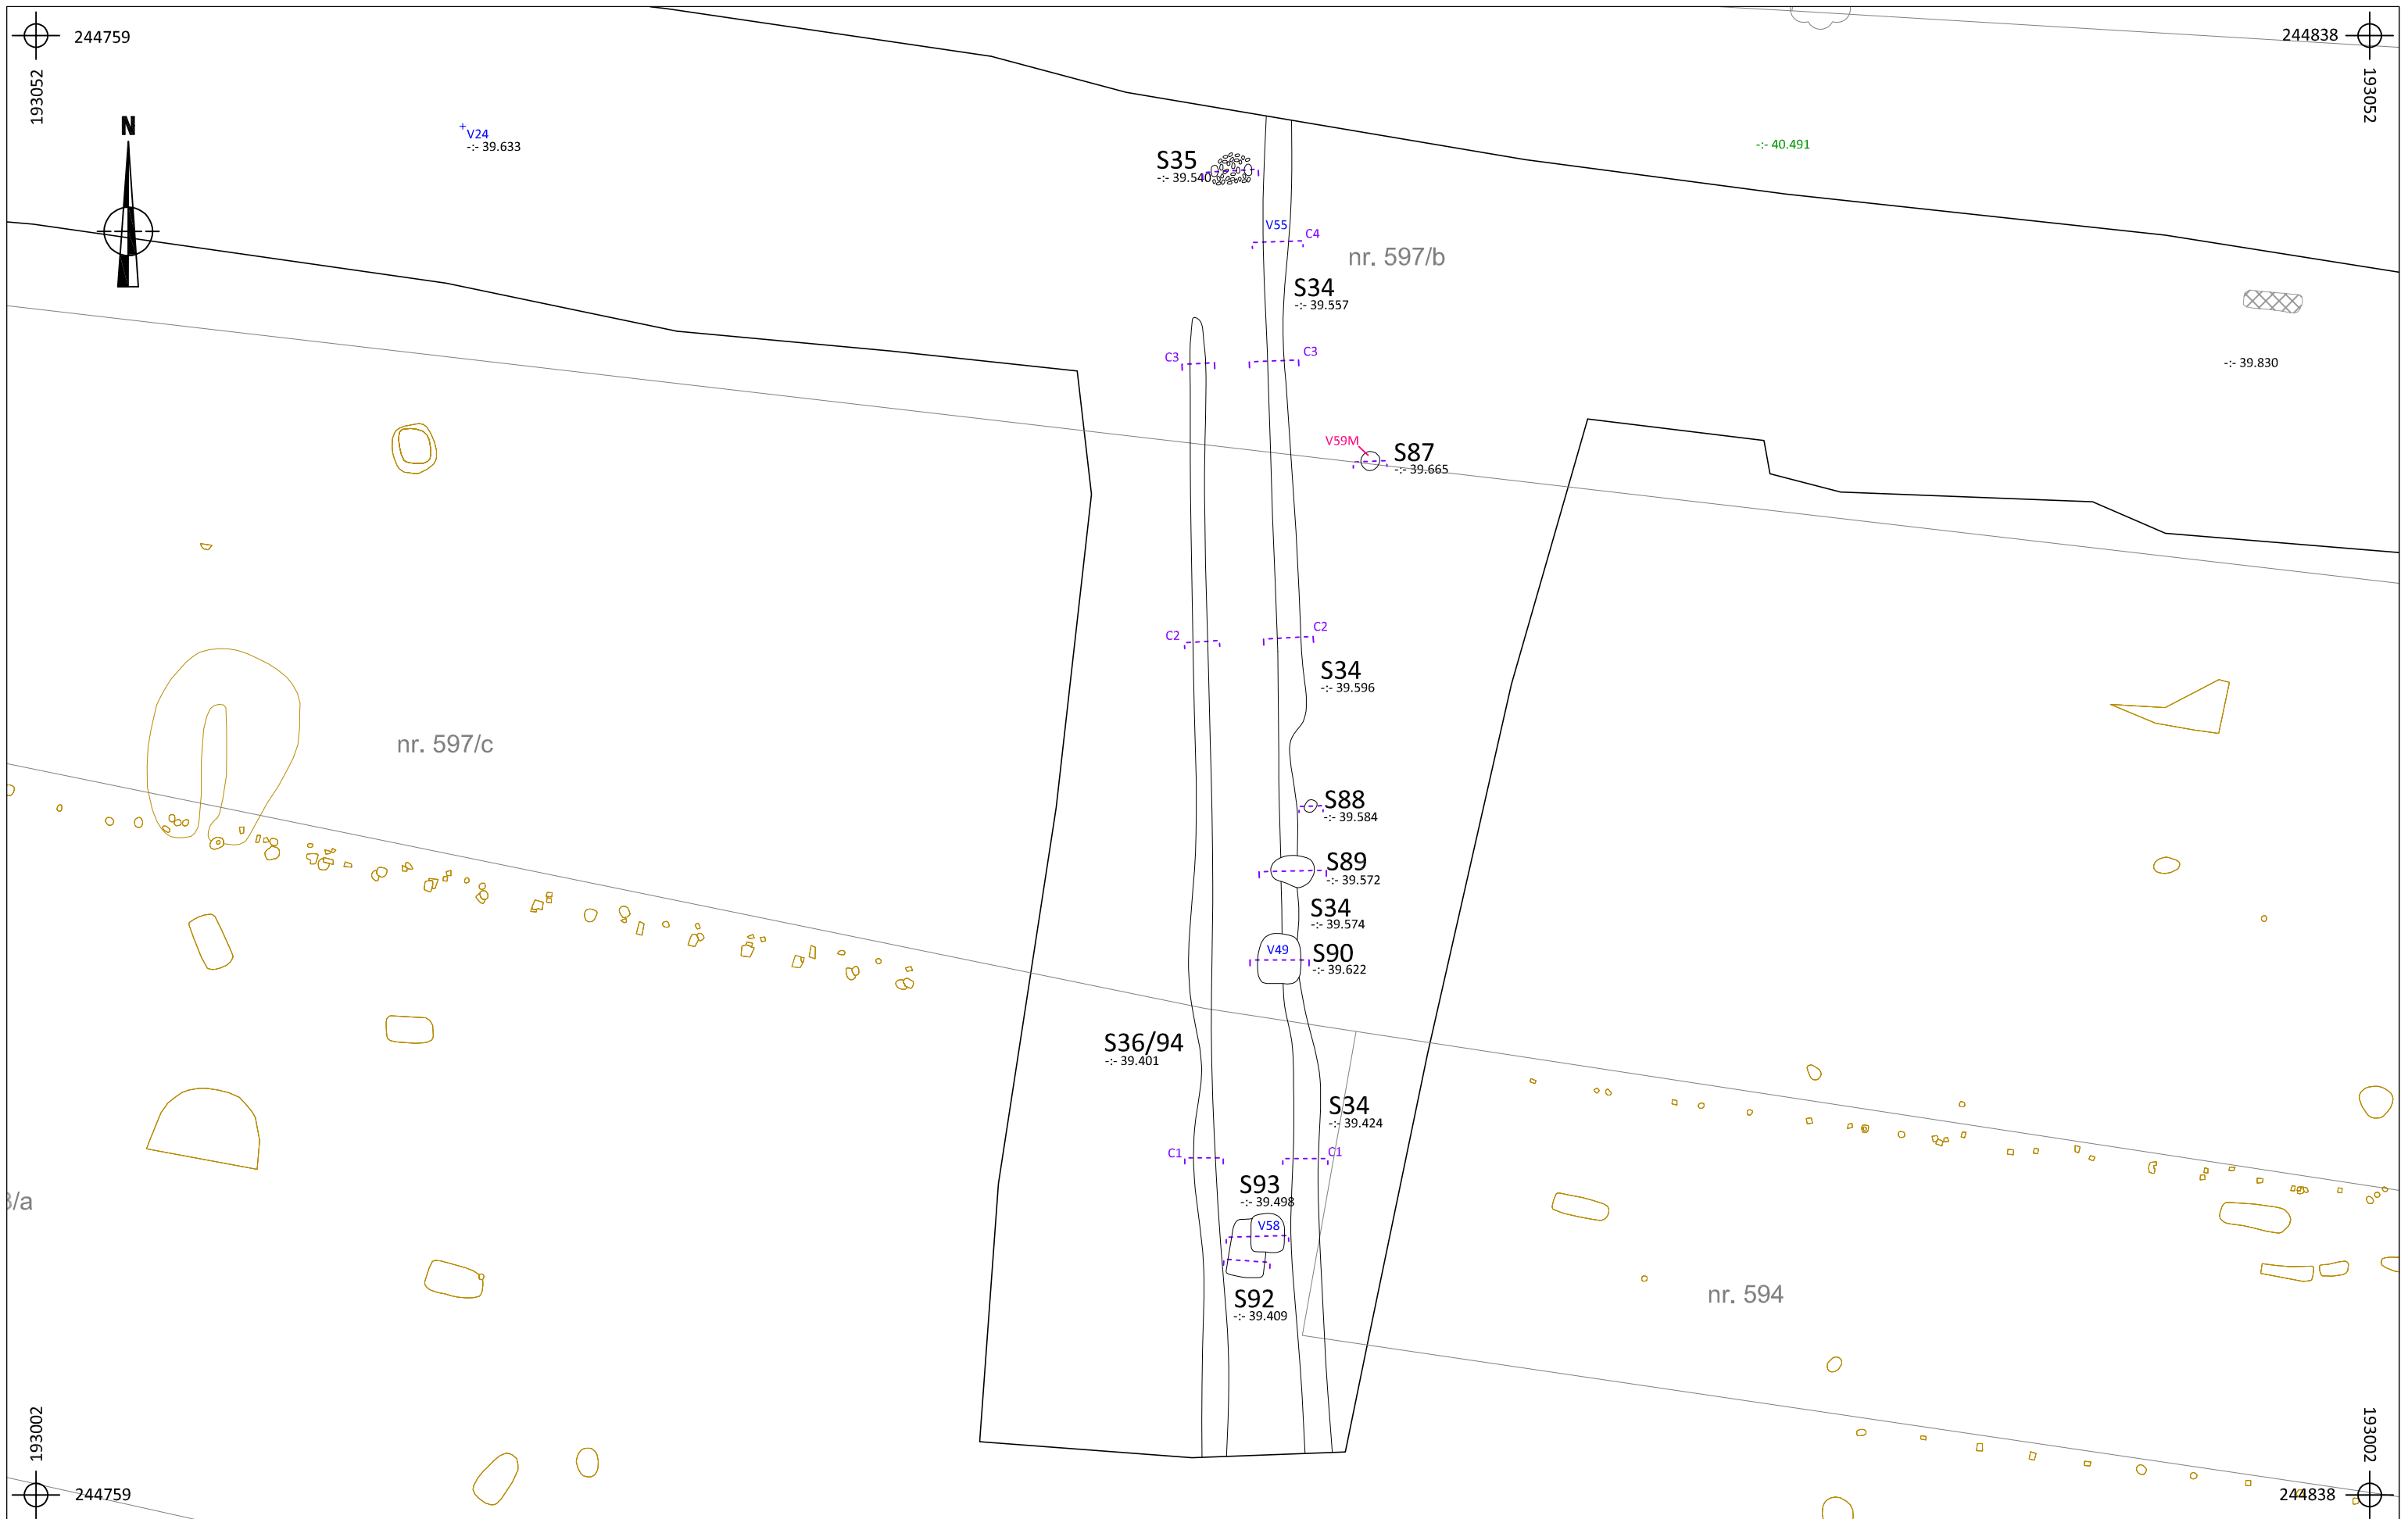 244759
244838
193052
193052
N
V24
-:- 39.633
-:- 40.491
S35
-:- 39.540
V55
C4
nr. 597/b
S34
-:- 39.557
C3
C3
-:- 39.830
V59M
S87
-:- 39.665
C2
C2
S34
-:- 39.596
nr. 597/c
S88
-:- 39.584
S89
-:- 39.572
S34
-:- 39.574
V49
S90
-:- 39.622
S36/94
-:- 39.401
S34
-:- 39.424
C1
C1
S93
-:- 39.498
/a
V58
nr. 594
S92
-:- 39.409
193002
193002
244759
244838